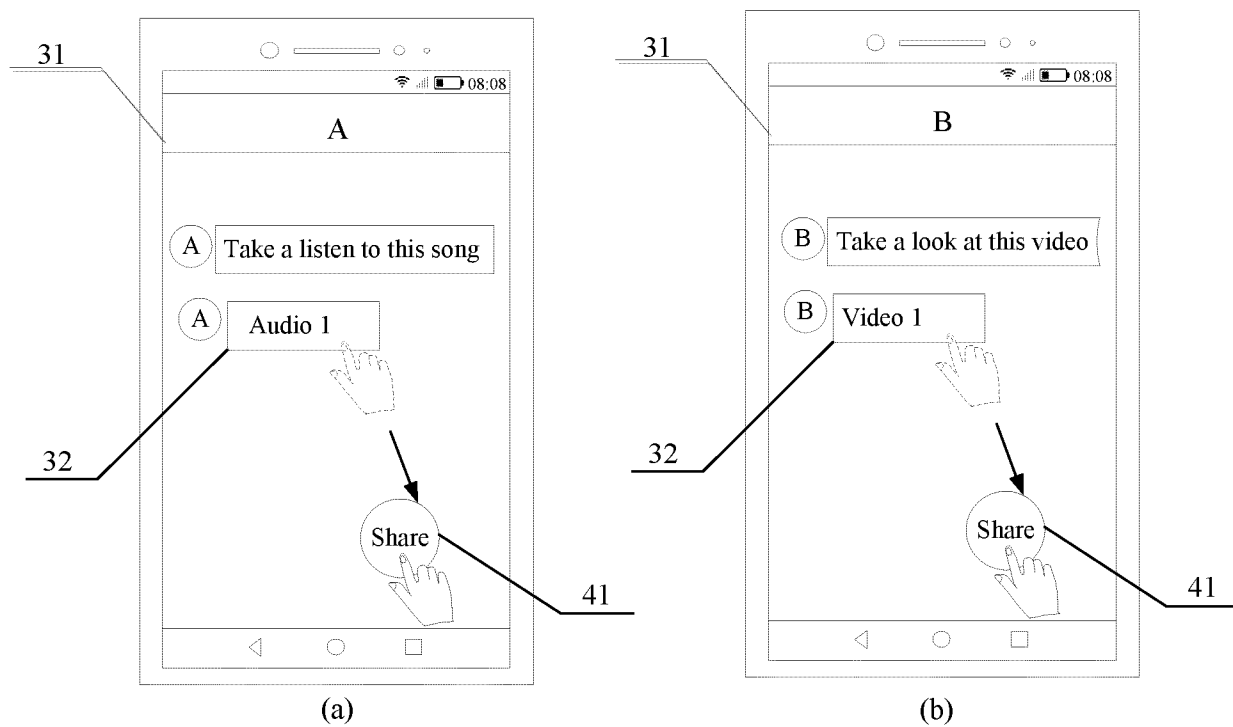 31
08:08
A
A
Take a listen to this song
A
Audio 1
32
Share
41
(a)
31
08:08
B
B
Take a look at this video
B
Video 1
32
Share
41
(b)